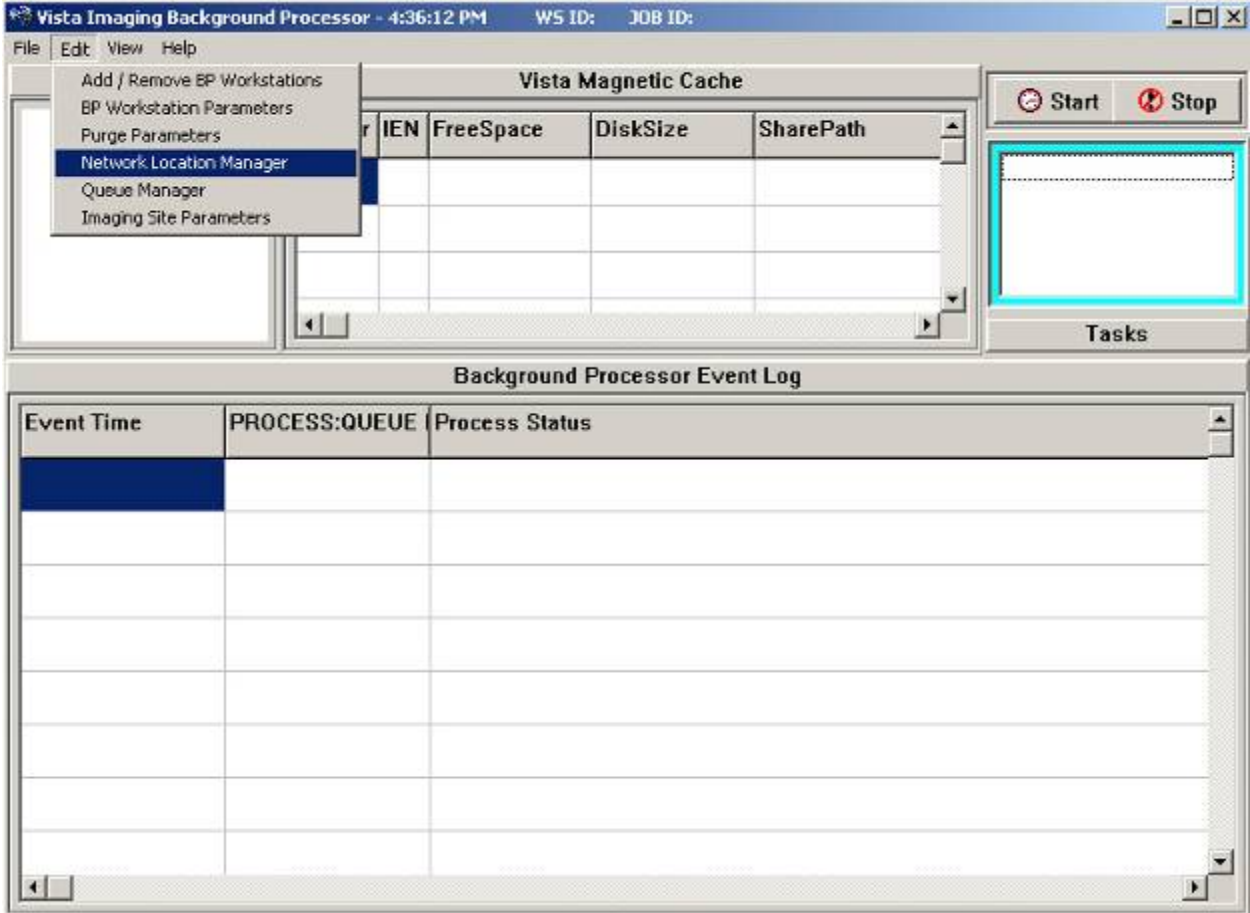 Vista Imaging Background Processor - 4:36:12 PM WS ID: JOB ID:
File Edit View Help
Add / Remove BP Workstations
BP Workstation Parameters
Purge Parameters
Network Location Manager
Queue Manager
Imaging Site Parameters
Vista Magnetic Cache
IEN FreeSpace DiskSize SharePath
Start Stop
Tasks
Background Processor Event Log
Event Time PROCESS:QUEUE Process Status